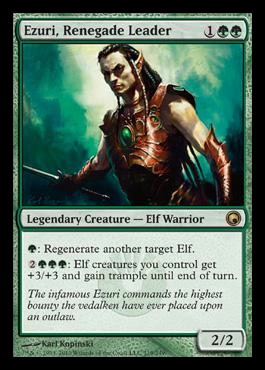 Ezuri, Renegade Leader 1
Legendary Creature — Elf Warrior
: Regenerate another target Elf.
2: Elf creatures you control get
+3/+3 and gain trample until end of turn.
The infamous Ezuri commands the highest
bounty the vedalken have ever placed upon
an outlaw.
Karl Kopinski
2/2